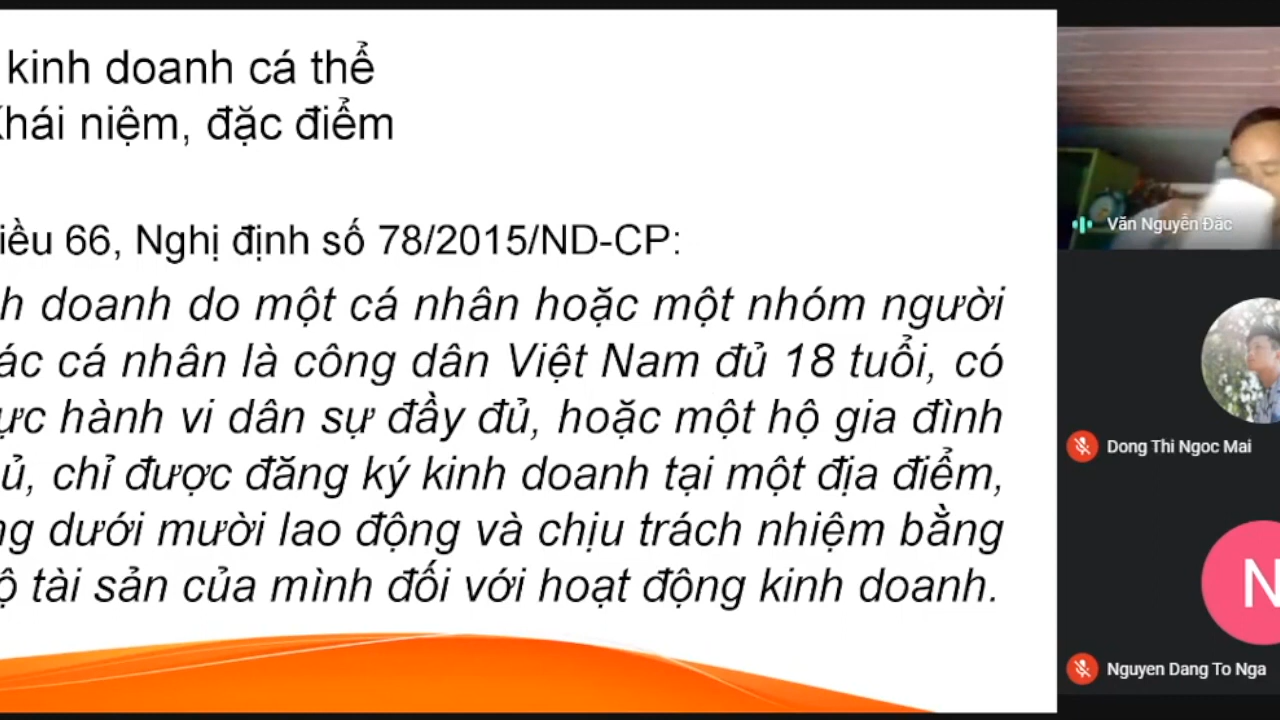 kinh doanh cá thể
Khái niệm, đặc điểm
iều 66, Nghị định số 78/2015/ND-CP:
h doanh do một cá nhân hoặc một nhóm người
ác cá nhân là công dân Việt Nam đủ 18 tuổi, có
ực hành vi dân sự đầy đủ, hoặc một hộ gia đình
ủ, chỉ được đăng ký kinh doanh tại một địa điểm,
ng dưới mười lao động và chịu trách nhiệm bằng
ộ tài sản của mình đối với hoạt động kinh doanh.
Văn Nguyễn Đắc
Dong Thi Ngoc Mai
N
Nguyen Dang To Nga